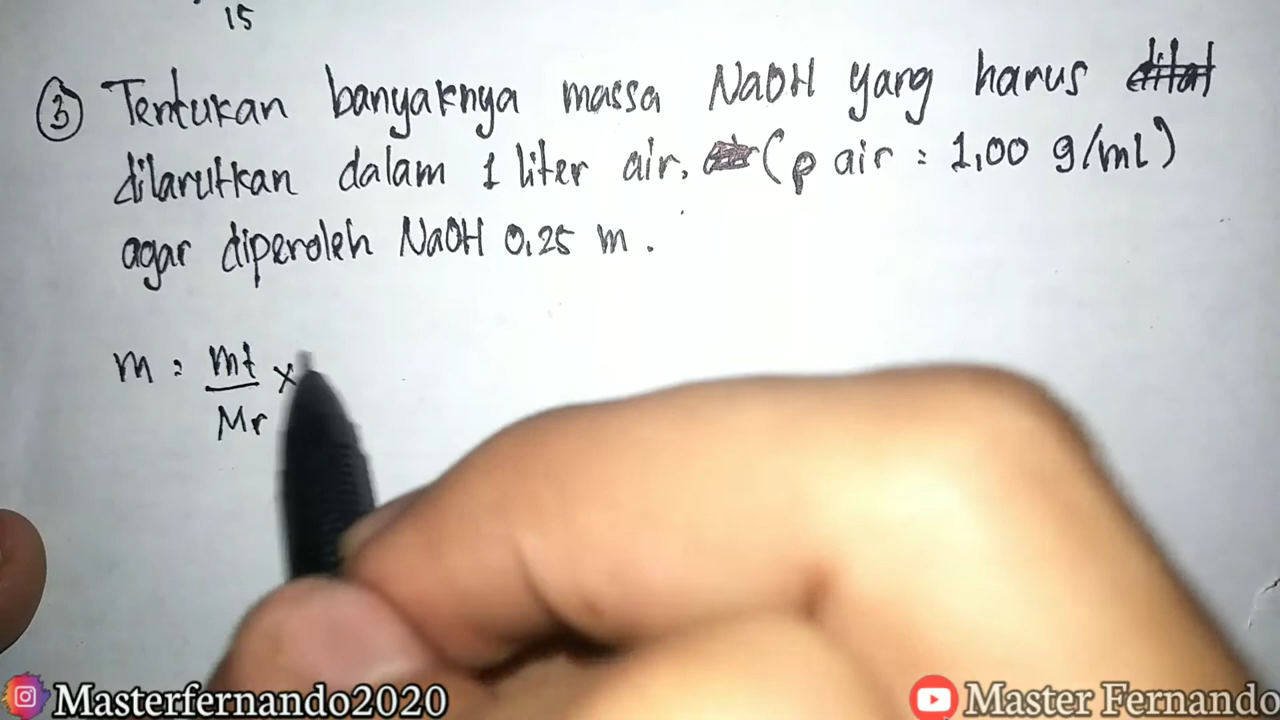 15
③ Tentukan banyaknya massa NaOH yang harus
dilarutkan dalam 1 liter air. (ρ air = 1,00 g/ml)
agar diperoleh NaOH 0,25 m.
m = mt/Mr ×
Masterfernando2020
Master Fernando